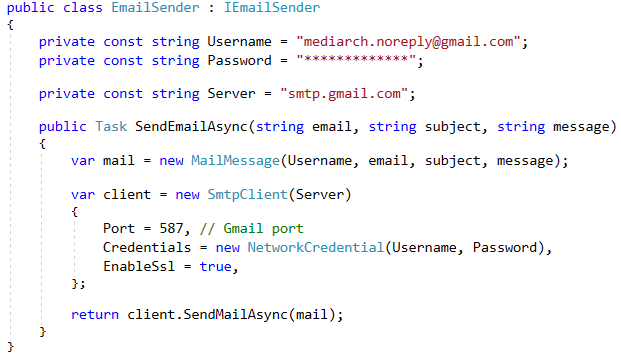 public class EmailSender : IEmailSender
{
private const string Username = "mediarch.noreply@gmail.com";
private const string Password = "*************";
private const string Server = "smtp.gmail.com";
public Task SendEmailAsync(string email, string subject, string message)
{
var mail = new MailMessage(Username, email, subject, message);
var client = new SmtpClient(Server)
{
Port = 587, // Gmail port
Credentials = new NetworkCredential(Username, Password),
EnableSsl = true,
};
return client.SendMailAsync(mail);
}
}